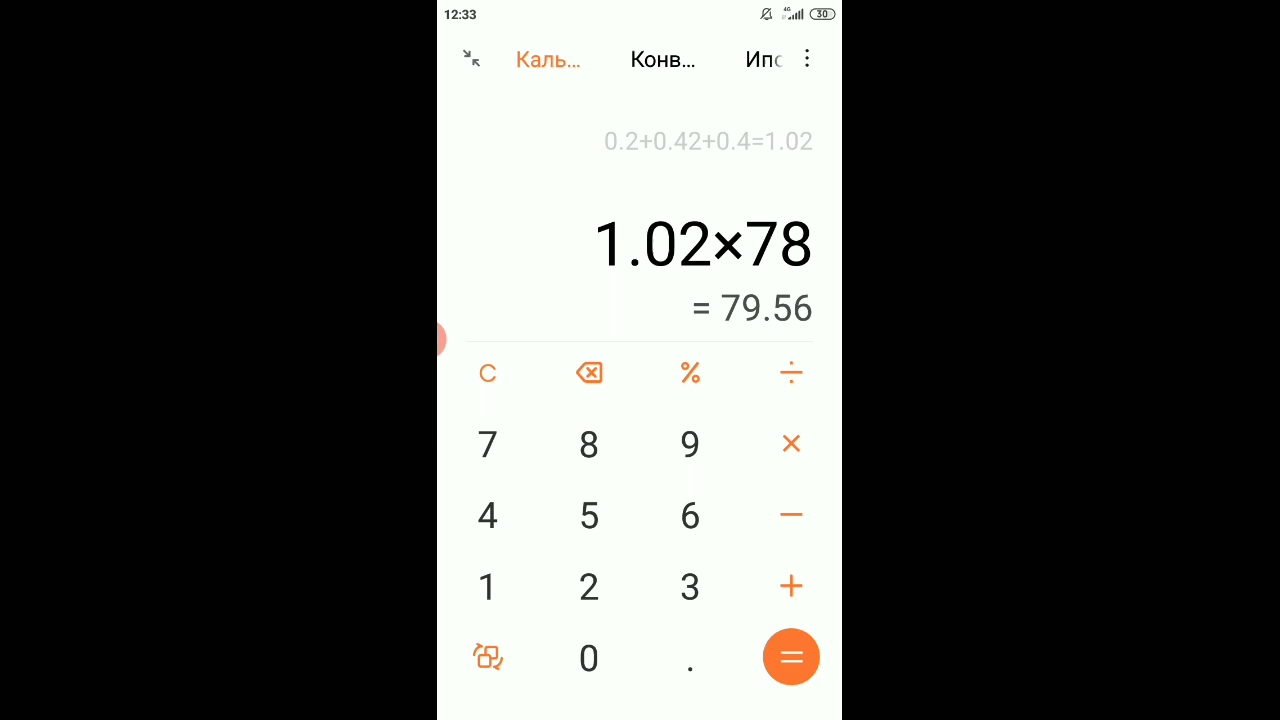 12:33 4G 30
Каль... Конв... Ипо
0.2+0.42+0.4=1.02
1.02×78
= 79.56
C % ÷
7 8 9 ×
4 5 6 −
1 2 3 +
0 . =